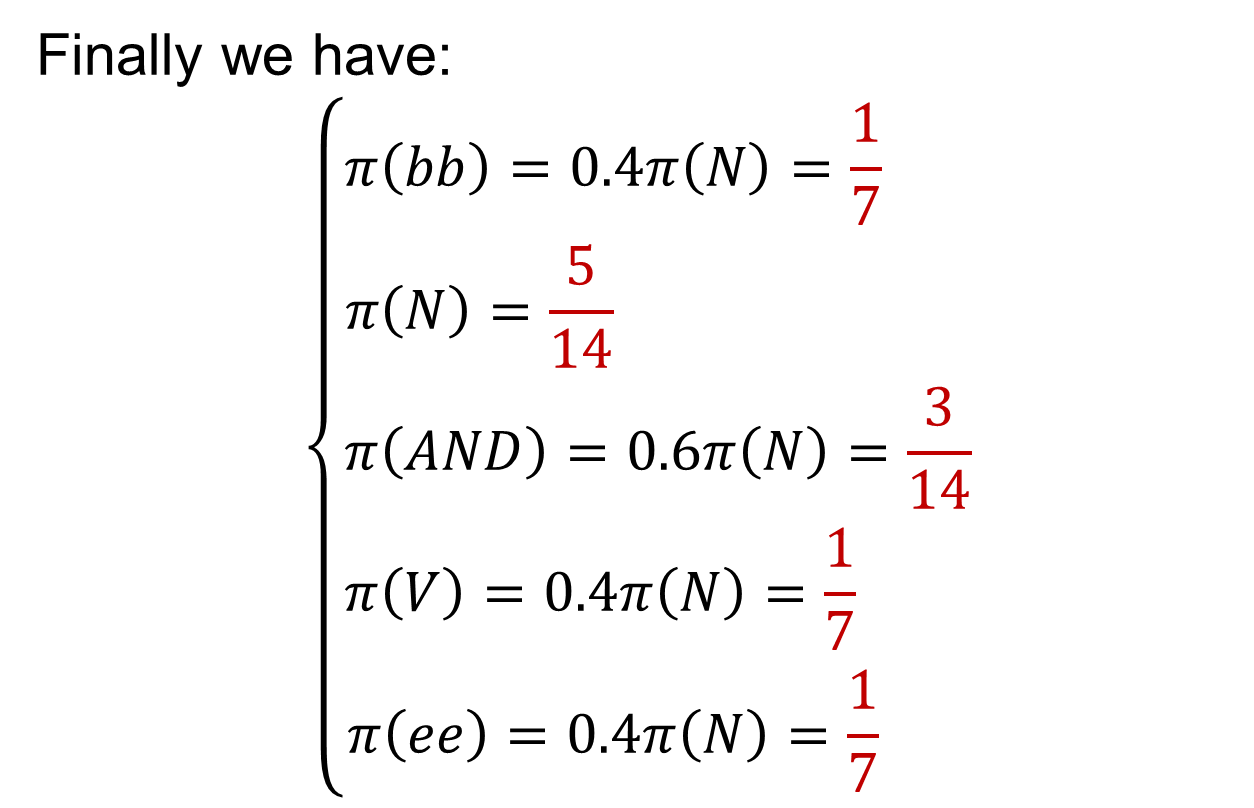 Finally we have:
π(bb) = 0.4π(N) = 1/7
π(N) = 5/14
π(AND) = 0.6π(N) = 3/14
π(V) = 0.4π(N) = 1/7
π(ee) = 0.4π(N) = 1/7